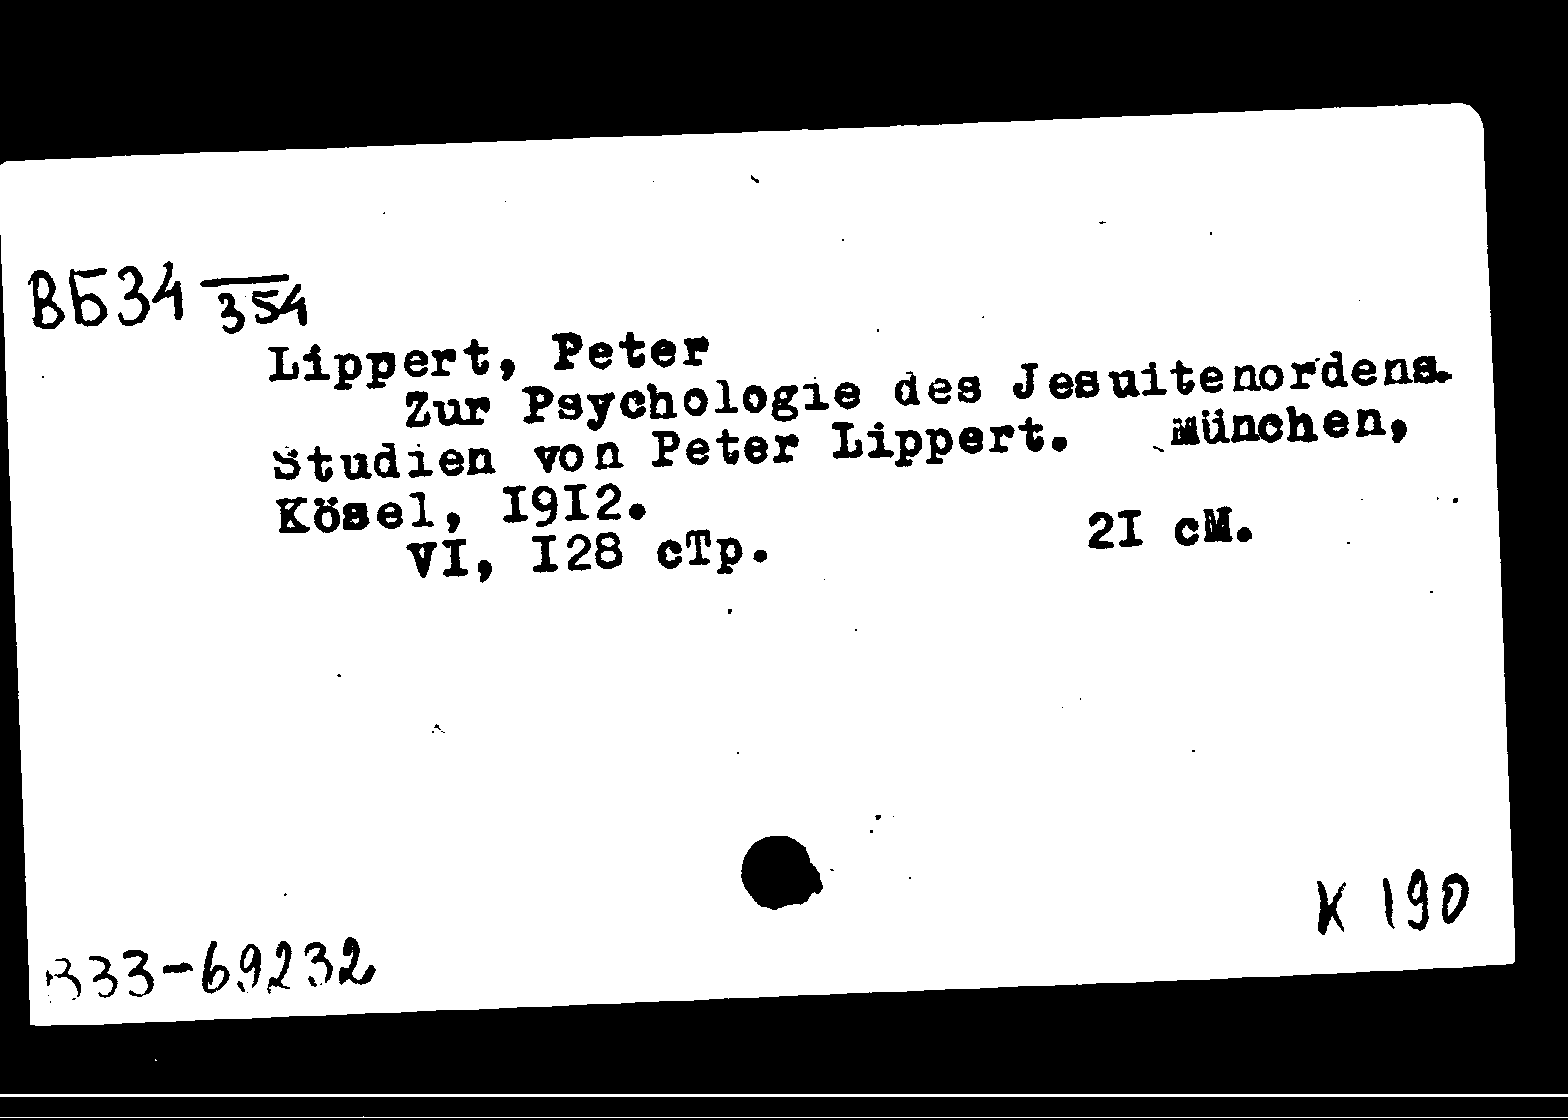 ВБ34 354
Lippert, Peter
Zur Psychologie des Jesuitenordens.
Studien von Peter Lippert. München,
Kösel, I9I2.
VI, I28 стр. 2I см.
K 190
333-69232